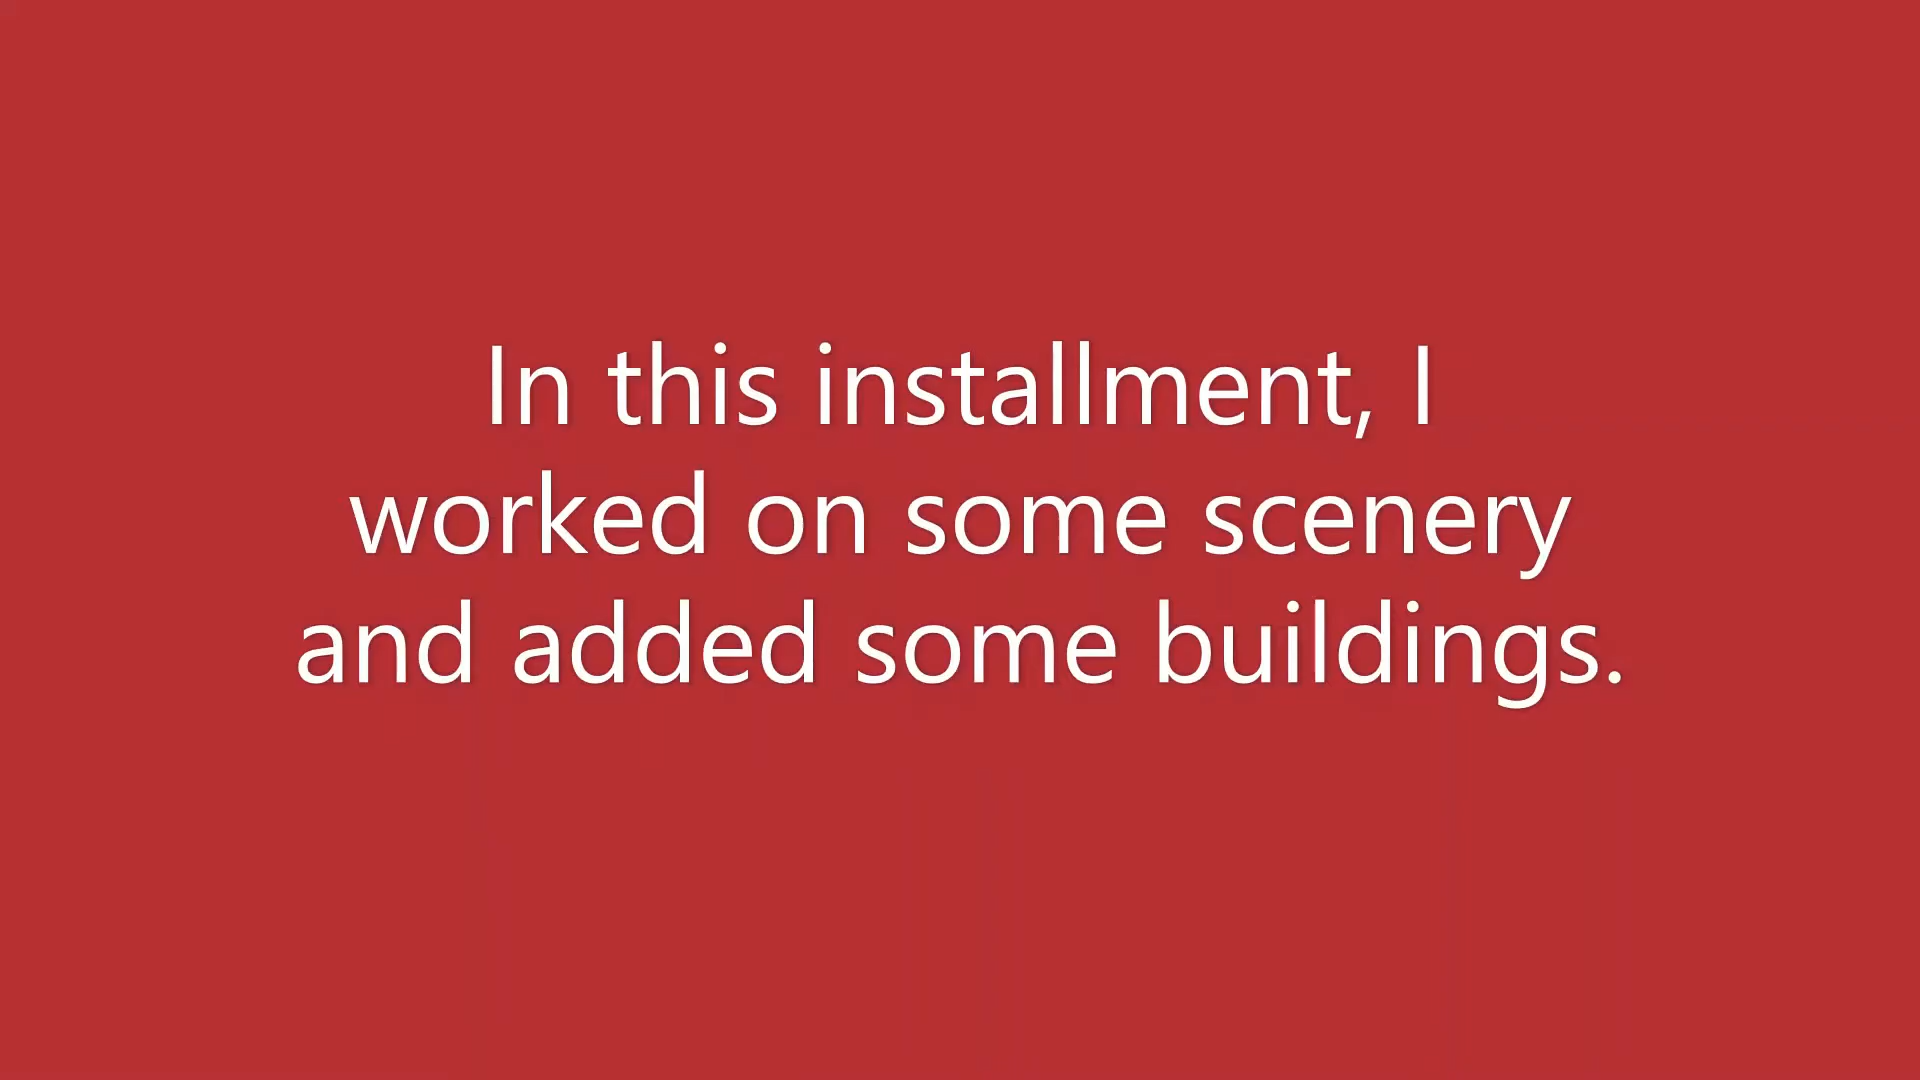 In this installment, I
worked on some scenery
and added some buildings.